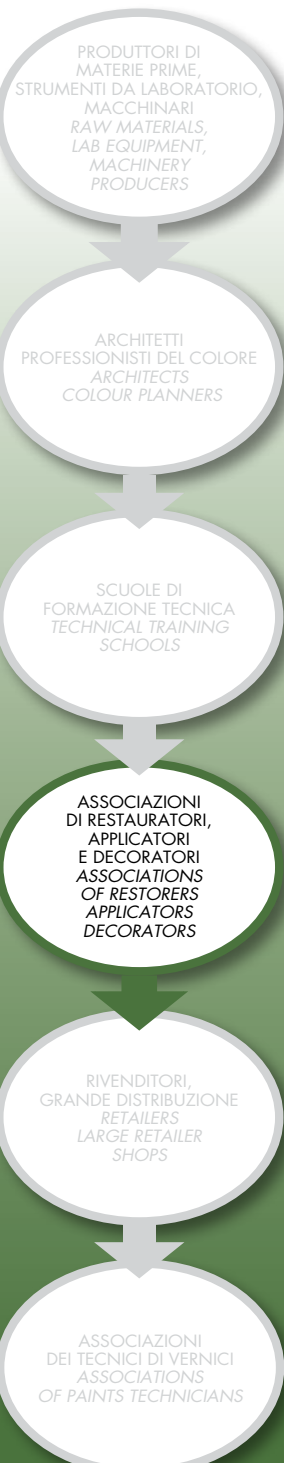 PRODUTTORI DI
MATERIE PRIME,
STRUMENTI DA LABORATORIO,
MACCHINARI
RAW MATERIALS,
LAB EQUIPMENT,
MACHINERY
PRODUCERS
ARCHITETTI
PROFESSIONISTI DEL COLORE
ARCHITECTS
COLOUR PLANNERS
SCUOLE DI
FORMAZIONE TECNICA
TECHNICAL TRAINING
SCHOOLS
ASSOCIAZIONI
DI RESTAURATORI,
APPLICATORI
E DECORATORI
ASSOCIATIONS
OF RESTORERS
APPLICATORS
DECORATORS
RIVENDITORI,
GRANDE DISTRIBUZIONE
RETAILERS
LARGE RETAILER
SHOPS
ASSOCIAZIONI
DEI TECNICI DI VERNICI
ASSOCIATIONS
OF PAINTS TECHNICIANS